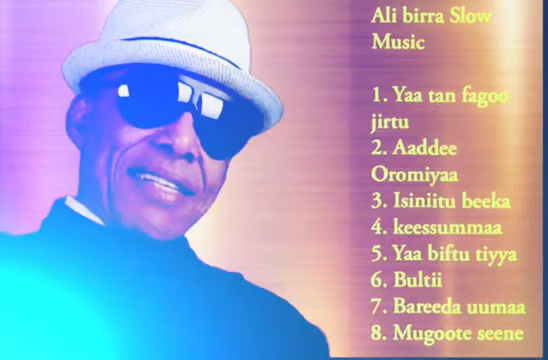 Ali birra Slow
Music
1. Yaa tan fagoo
jirtu
2. Aaddee
Oromiyaa
3. Isiniitu beeka
4. keessummaa
5. Yaa biftu tiyya
6. Bultii
7. Bareeda uumaa
8. Mugoote seene